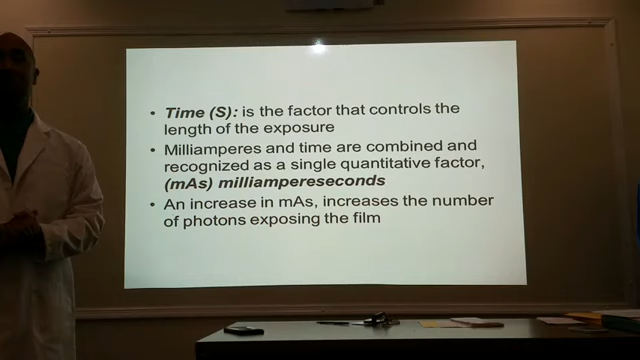 • Time (S): is the factor that controls the
length of the exposure
• Milliamperes and time are combined and
recognized as a single quantitative factor,
(mAs) milliampereseconds
• An increase in mAs, increases the number
of photons exposing the film